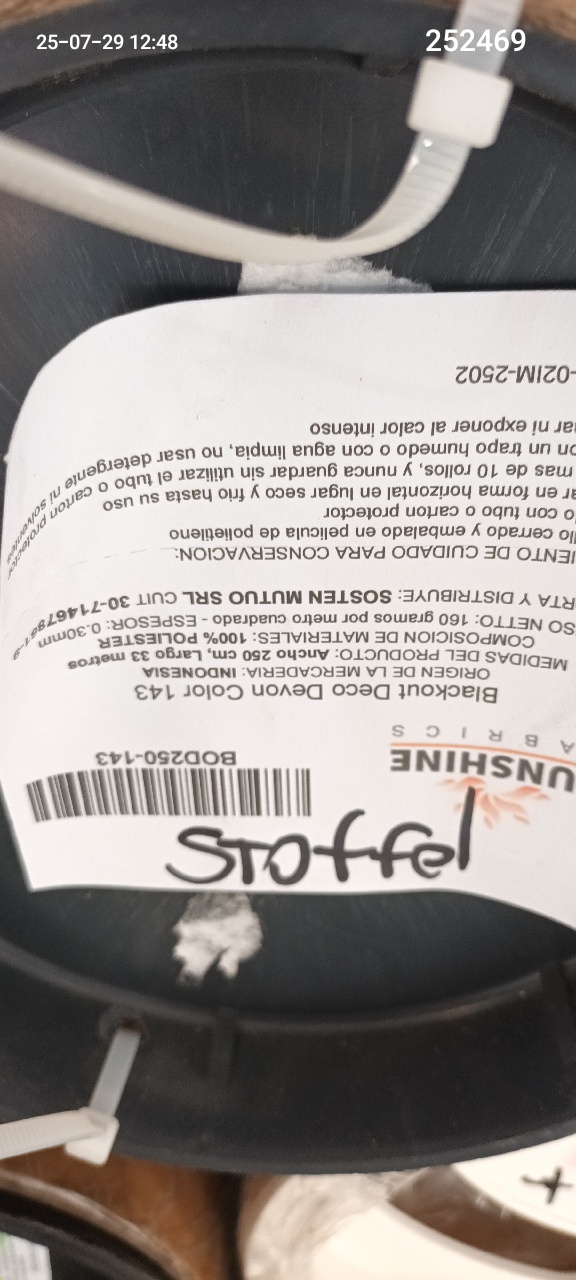 25-07-29 12:48
252469
UNSHINE
A B R I C S
BOD250-143
Blackout Deco Devon Color 143
ORIGEN DE LA MERCADERIA: INDONESIA
MEDIDAS DEL PRODUCTO: Ancho 250 cm, Largo 33 metros
COMPOSICION DE MATERIALES: 100% POLIESTER
SO NETTO: 160 gramos por metro cuadrado - ESPESOR: 0.30mm
RTA Y DISTRIBUYE: SOSTEN MUTUO SRL CUIT
IENTO DE CUIDADO PARA CONSERVACION:
llo cerrado y embalado en pelicula de polietileno
o con tubo o carton protector
ar en forma horizontal en lugar seco y frio hasta su uso
mas de 10 rollos, y nunca guardar sin utilizar el tubo o carton protector
on un trapo humedo o con agua limpia, no usar detergente ni solventes
ar ni exponer al calor intenso
-02IM-2502
+